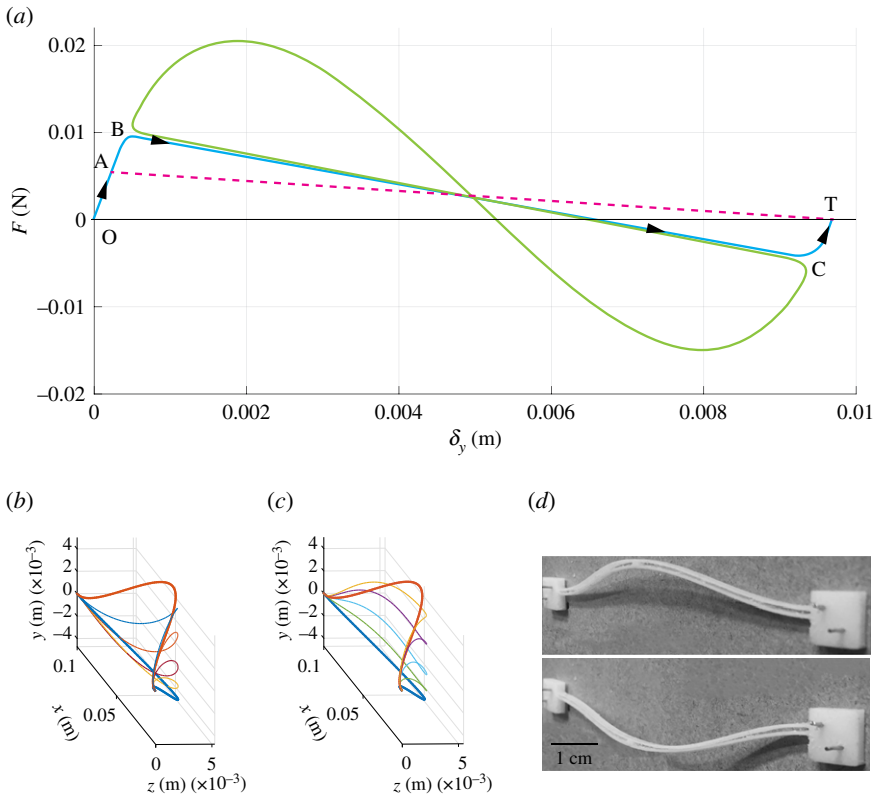 (a)
0.02
0.01
0
–0.01
–0.02
F (N)
B
A
O
T
C
0 0.002 0.004 0.006 0.008 0.01
δy (m)
(b)
4
2
0
–2
–4
y (m) (×10–3)
0.1
0.05
x (m)
0 5
z (m) (×10–3)
(c)
4
2
0
–2
–4
y (m) (×10–3)
0.1
0.05
x (m)
0 5
z (m) (×10–3)
(d)
1 cm